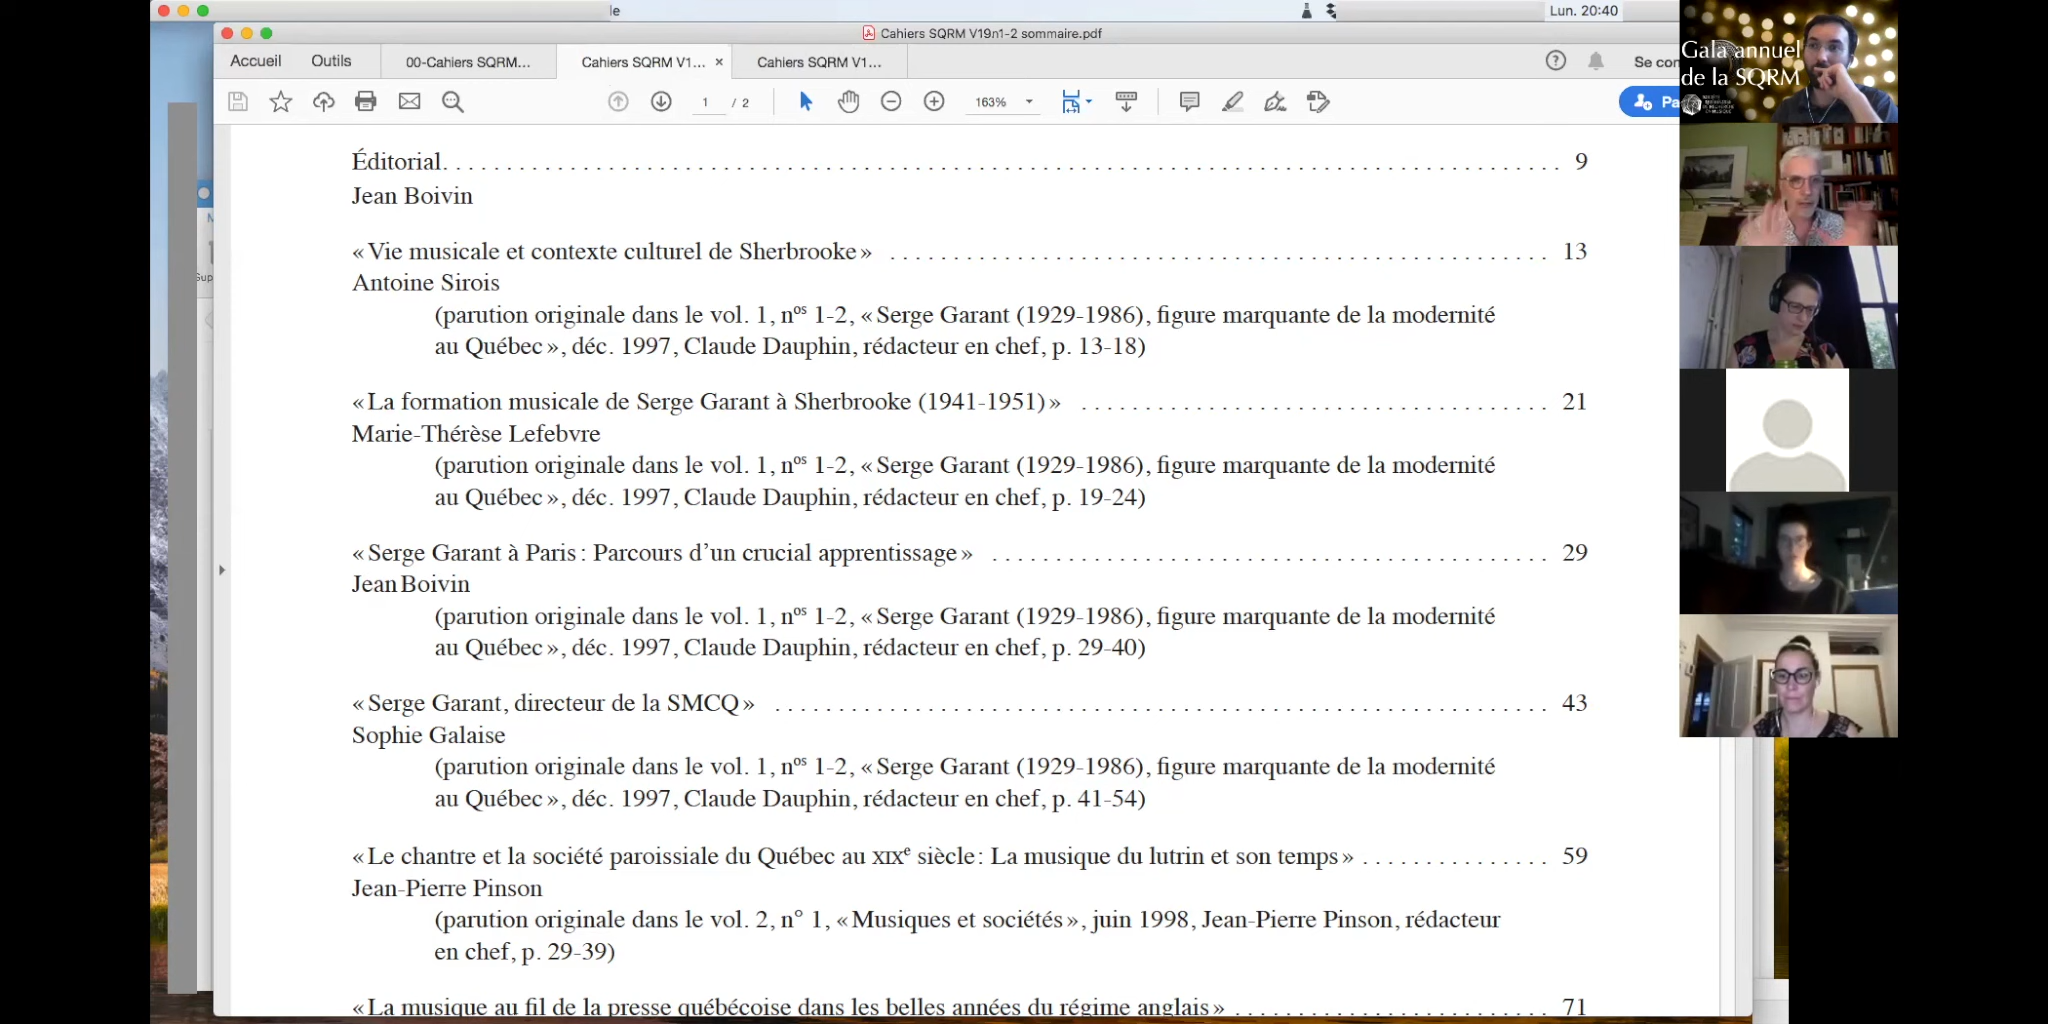 le
Lun. 20:40
Cahiers SQRM V19n1-2 sommaire.pdf
Accueil
Outils
00-Cahiers SQRM...
Cahiers SQRM V1... ×
Cahiers SQRM V1...
Se con
1 / 2
163%
Pa
Gala annuel
de la SQRM
Éditorial. . . . . . . . . . . . . . . . . . . . . . . . . . . . . . . . . . . . . . . . 9
Jean Boivin
« Vie musicale et contexte culturel de Sherbrooke » . . . . . . . . . . . . . . . . . . . . 13
Antoine Sirois
(parution originale dans le vol. 1, nos 1-2, « Serge Garant (1929-1986), figure marquante de la modernité
au Québec », déc. 1997, Claude Dauphin, rédacteur en chef, p. 13-18)
« La formation musicale de Serge Garant à Sherbrooke (1941-1951) » . . . . . . . . . . . . . . . . 21
Marie-Thérèse Lefebvre
(parution originale dans le vol. 1, nos 1-2, « Serge Garant (1929-1986), figure marquante de la modernité
au Québec », déc. 1997, Claude Dauphin, rédacteur en chef, p. 19-24)
« Serge Garant à Paris : Parcours d’un crucial apprentissage » . . . . . . . . . . . . . . . . . . 29
Jean Boivin
(parution originale dans le vol. 1, nos 1-2, « Serge Garant (1929-1986), figure marquante de la modernité
au Québec », déc. 1997, Claude Dauphin, rédacteur en chef, p. 29-40)
« Serge Garant, directeur de la SMCQ » . . . . . . . . . . . . . . . . . . . . . . . . 43
Sophie Galaise
(parution originale dans le vol. 1, nos 1-2, « Serge Garant (1929-1986), figure marquante de la modernité
au Québec », déc. 1997, Claude Dauphin, rédacteur en chef, p. 41-54)
« Le chantre et la société paroissiale du Québec au XIXe siècle : La musique du lutrin et son temps » . . . . . . . . 59
Jean-Pierre Pinson
(parution originale dans le vol. 2, n° 1, « Musiques et sociétés », juin 1998, Jean-Pierre Pinson, rédacteur
en chef, p. 29-39)
« La musique au fil de la presse québécoise dans les belles années du régime anglais » . . . . . . . . . . . . 71